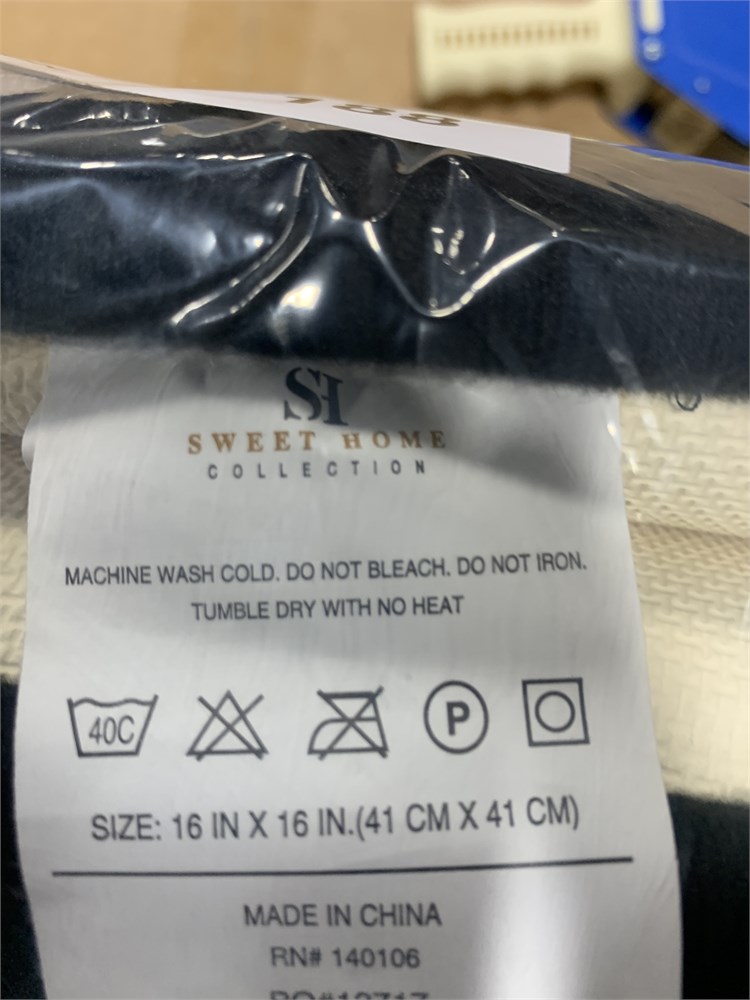 188
SH
SWEET HOME
COLLECTION
MACHINE WASH COLD. DO NOT BLEACH. DO NOT IRON.
TUMBLE DRY WITH NO HEAT
40C
P
SIZE: 16 IN X 16 IN.(41 CM X 41 CM)
MADE IN CHINA
RN# 140106